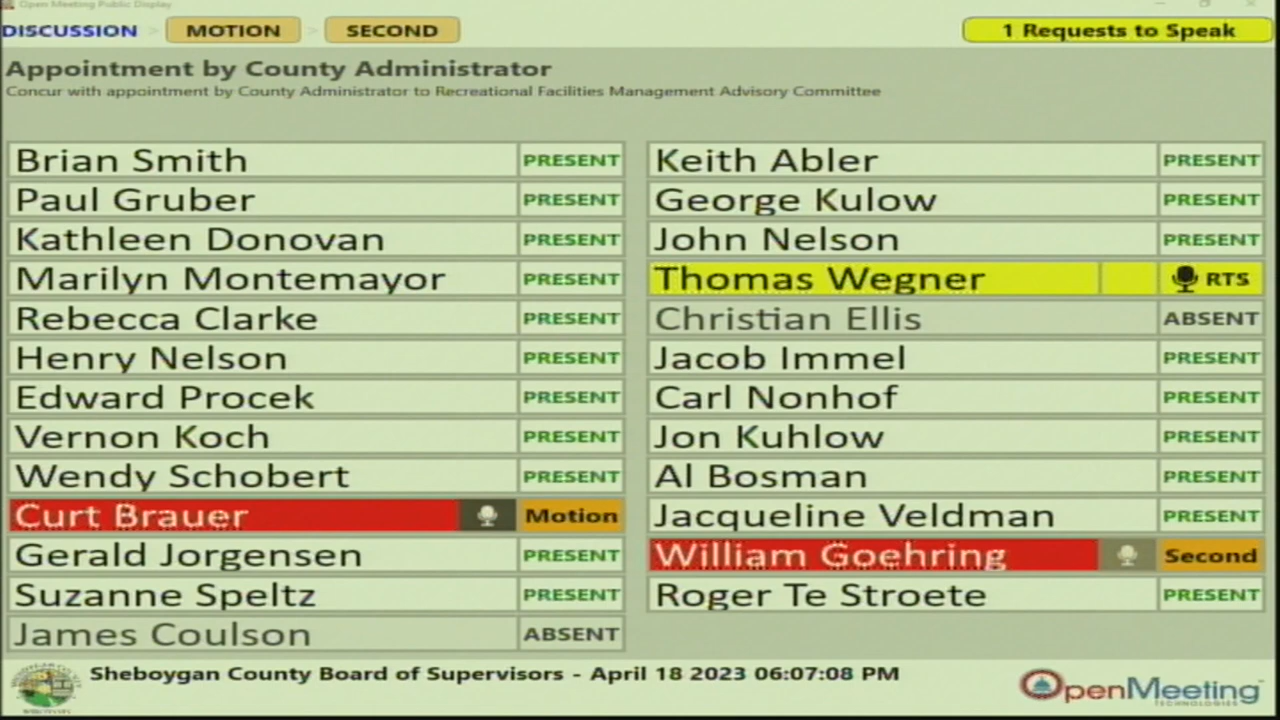 Open Meeting Public Display
DISCUSSION > MOTION > SECOND
1 Requests to Speak
Appointment by County Administrator
Concur with appointment by County Administrator to Recreational Facilities Management Advisory Committee
Brian Smith PRESENT
Paul Gruber PRESENT
Kathleen Donovan PRESENT
Marilyn Montemayor PRESENT
Rebecca Clarke PRESENT
Henry Nelson PRESENT
Edward Procek PRESENT
Vernon Koch PRESENT
Wendy Schobert PRESENT
Curt Brauer Motion
Gerald Jorgensen PRESENT
Suzanne Speltz PRESENT
James Coulson ABSENT
Keith Abler PRESENT
George Kulow PRESENT
John Nelson PRESENT
Thomas Wegner RTS
Christian Ellis ABSENT
Jacob Immel PRESENT
Carl Nonhof PRESENT
Jon Kuhlow PRESENT
Al Bosman PRESENT
Jacqueline Veldman PRESENT
William Goehring Second
Roger Te Stroete PRESENT
Sheboygan County Board of Supervisors - April 18 2023 06:07:08 PM
OpenMeeting
TECHNOLOGIES